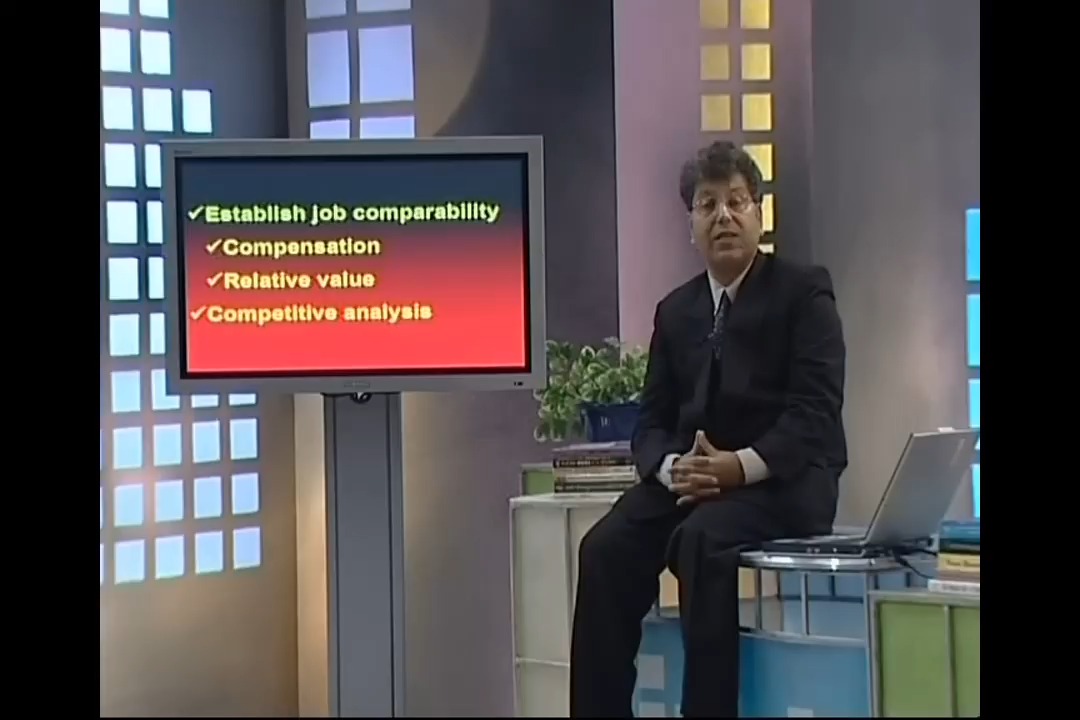 ✓Establish job comparability
✓Compensation
✓Relative value
✓Competitive analysis